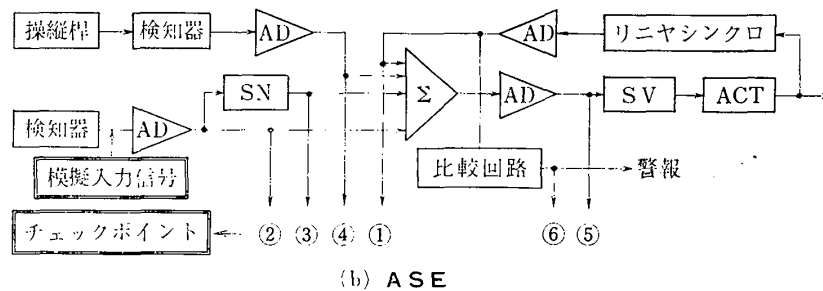 操縦桿
検知器
AD
AD
リニヤシンクロ
SN
Σ
AD
SV
ACT
検知器
AD
模擬入力信号
比較回路
警報
チェックポイント
② ③ ④ ① ⑥ ⑤
(b) ASE